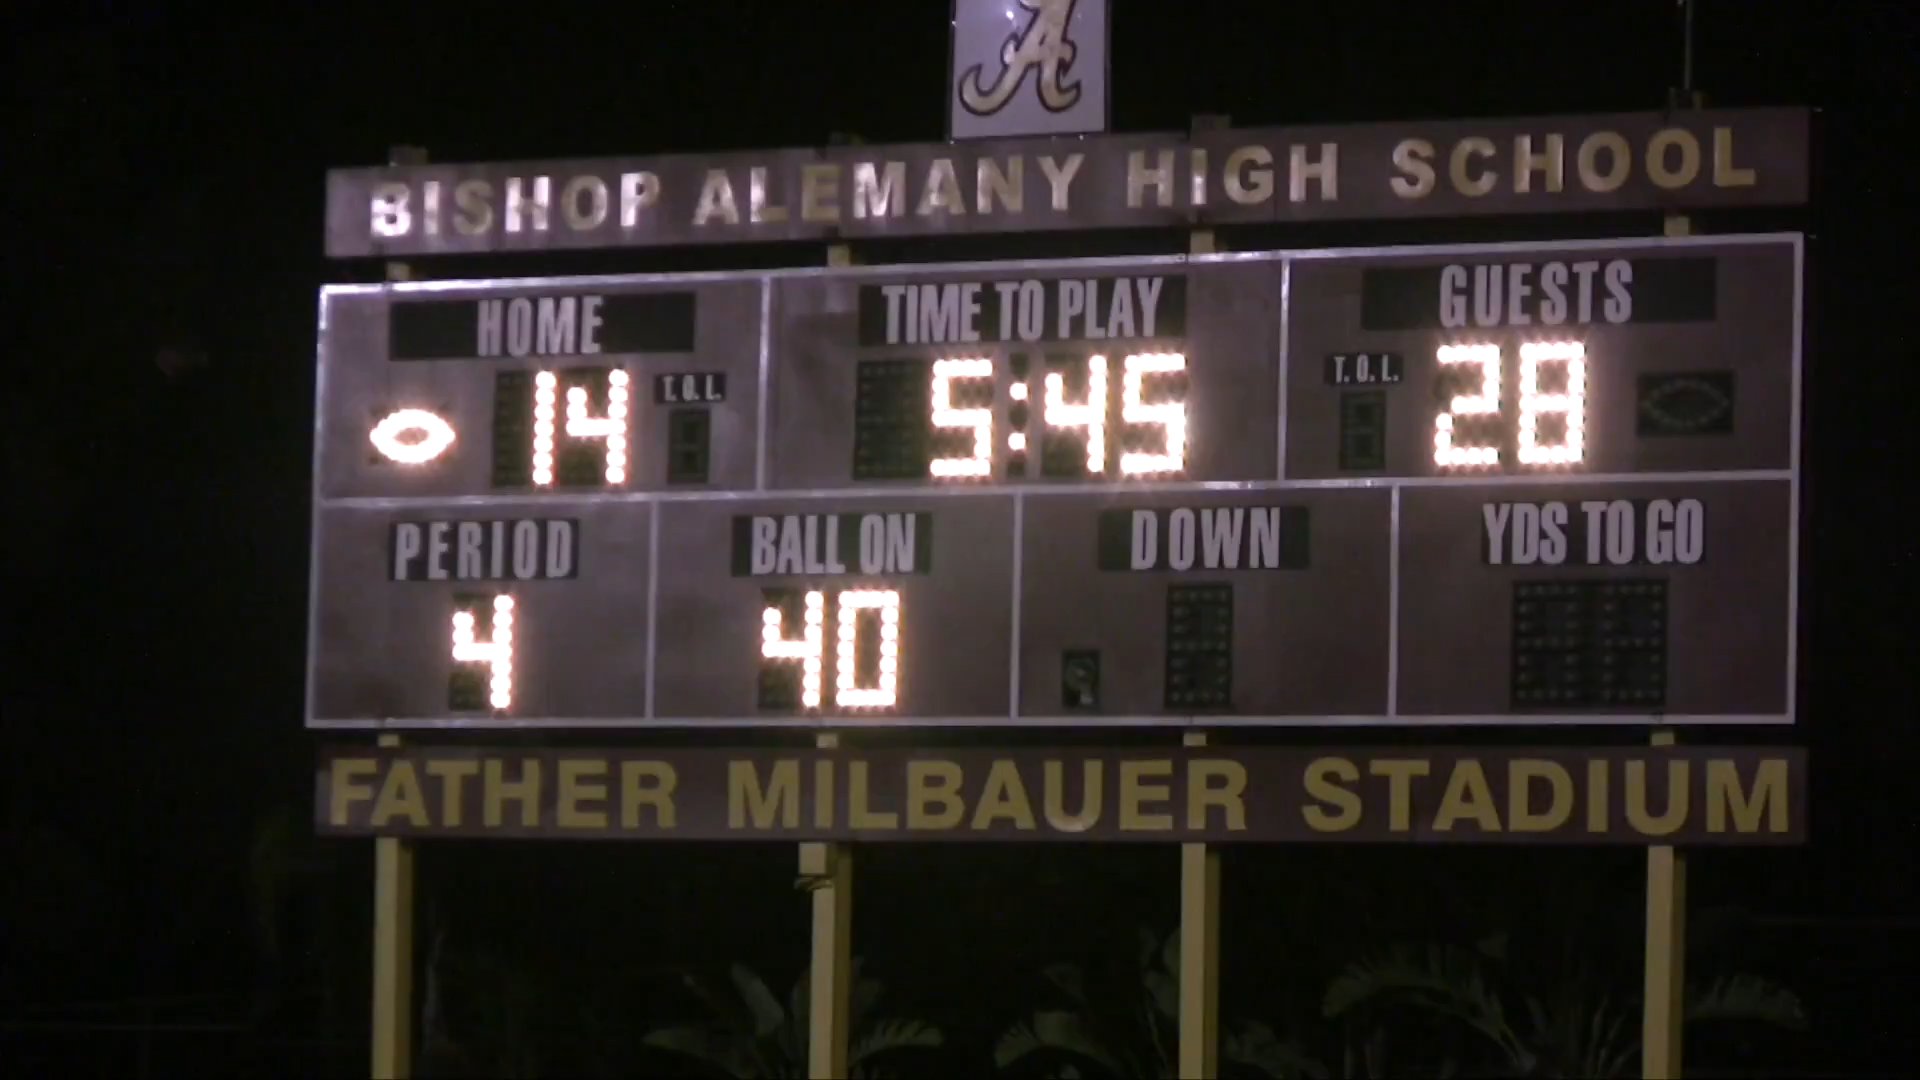 A
BISHOP ALEMANY HIGH SCHOOL
HOME TIME TO PLAY GUESTS
14 T.O.L. 5:45 T.O.L. 28
PERIOD BALL ON DOWN YDS TO GO
4 40
FATHER MILBAUER STADIUM